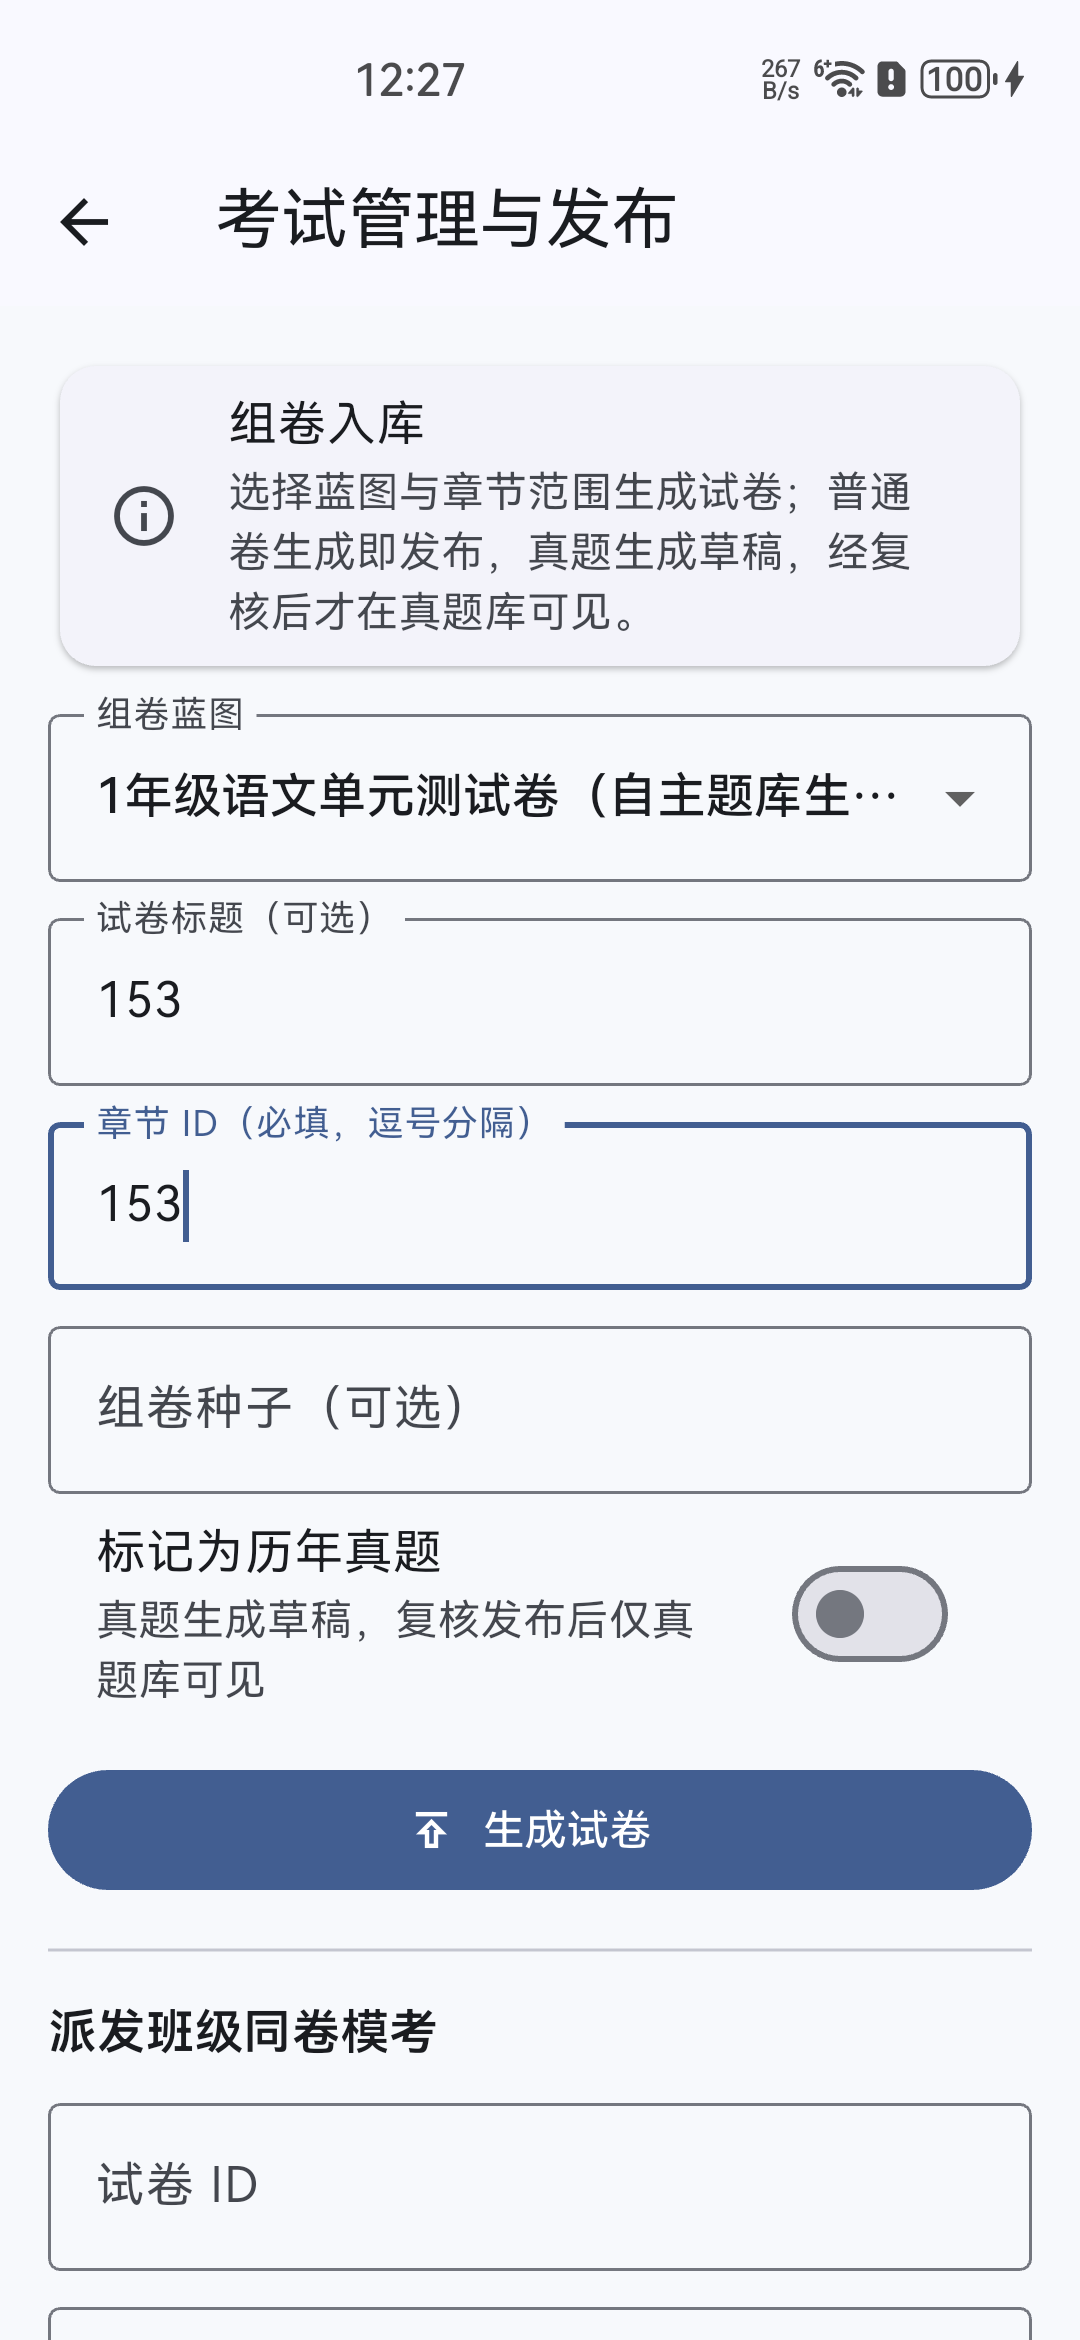 12:27
267 B/s
6+
100
考试管理与发布
组卷入库
选择蓝图与章节范围生成试卷；普通
卷生成即发布，真题生成草稿，经复
核后才在真题库可见。
组卷蓝图
1年级语文单元测试卷（自主题库生…
试卷标题（可选）
153
章节 ID（必填，逗号分隔）
153
组卷种子（可选）
标记为历年真题
真题生成草稿，复核发布后仅真
题库可见
生成试卷
派发班级同卷模考
试卷 ID